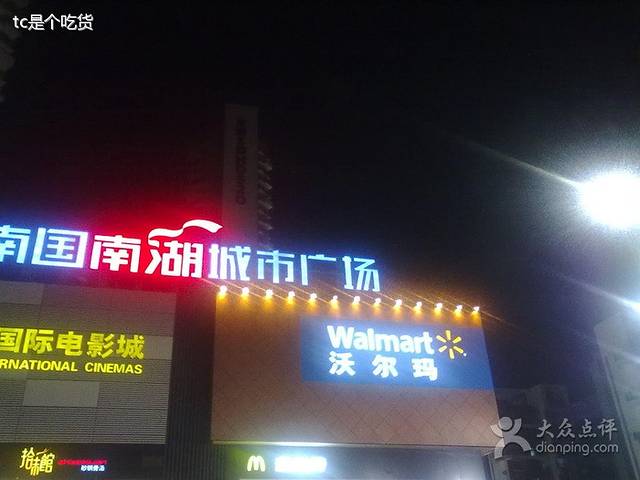 tc是个吃货
南国南湖城市广场
Walmart
沃尔玛
国际电影城
RNATIONAL CINEMAS
大众点评
dianping.com